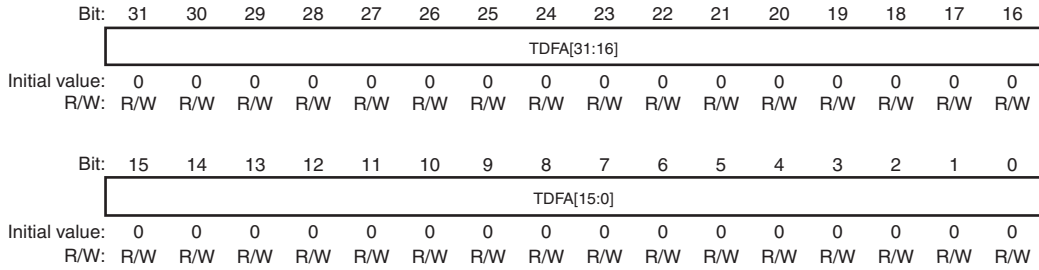 Bit: 31 30 29 28 27 26 25 24 23 22 21 20 19 18 17 16
TDFA[31:16]
Initial value: 0 0 0 0 0 0 0 0 0 0 0 0 0 0 0 0
R/W: R/W R/W R/W R/W R/W R/W R/W R/W R/W R/W R/W R/W R/W R/W R/W R/W
Bit: 15 14 13 12 11 10 9 8 7 6 5 4 3 2 1 0
TDFA[15:0]
Initial value: 0 0 0 0 0 0 0 0 0 0 0 0 0 0 0 0
R/W: R/W R/W R/W R/W R/W R/W R/W R/W R/W R/W R/W R/W R/W R/W R/W R/W